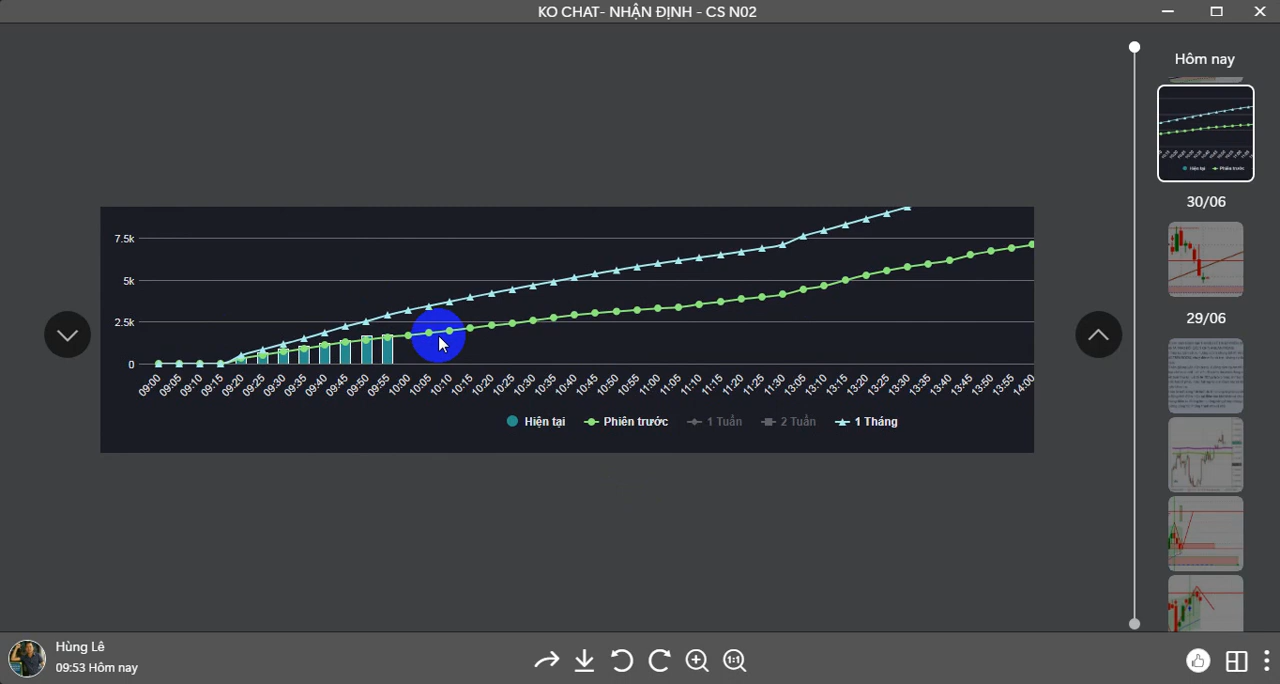 KO CHAT- NHẬN ĐỊNH - CS N02
Hôm nay
30/06
29/06
7.5k
5k
2.5k
0
09:00 09:05 09:10 09:15 09:20 09:25 09:30 09:35 09:40 09:45 09:50 09:55 10:00 10:05 10:10 10:15 10:20 10:25 10:30 10:35 10:40 10:45 10:50 10:55 11:00 11:05 11:10 11:15 11:20 11:25 11:30 13:05 13:10 13:15 13:20 13:25 13:30 13:35 13:40 13:45 13:50 13:55 14:00
Hiện tại Phiên trước 1 Tuần 2 Tuần 1 Tháng
Hiện tại Phiên trước
Hùng Lê
09:53 Hôm nay
1:1